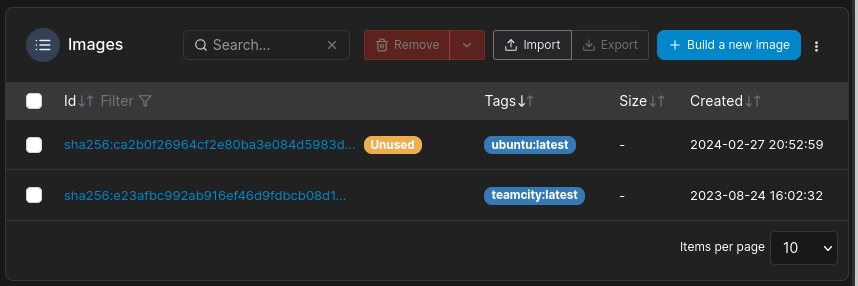 Images Search... Remove Import Export Build a new image
Id Filter Tags Size Created
sha256:ca2b0f26964cf2e80ba3e084d5983d... Unused ubuntu:latest - 2024-02-27 20:52:59
sha256:e23afbc992ab916ef46d9fdbcb08d1... teamcity:latest - 2023-08-24 16:02:32
Items per page 10